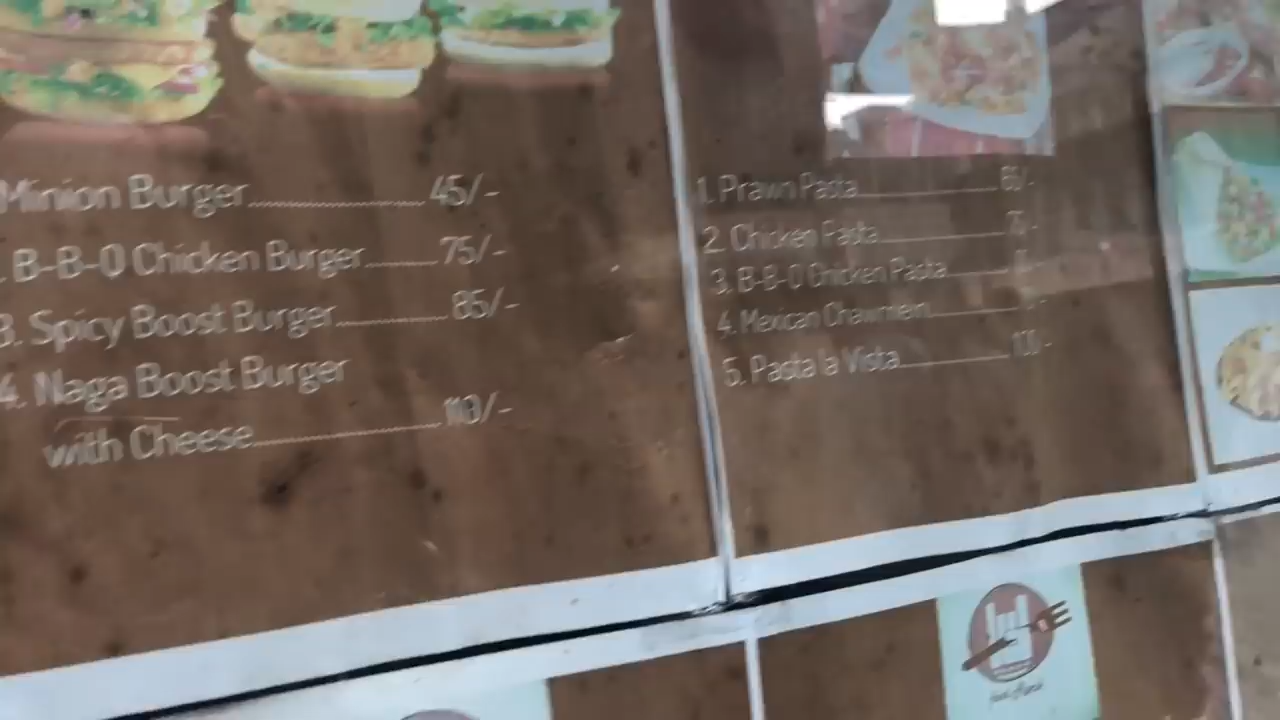 Minion Burger 45/-
B-B-Q Chicken Burger 75/-
3. Spicy Boost Burger 85/-
4. Naga Boost Burger
with Cheese 110/-
1. Prawn Pasta
2. Chicken Pasta
3. B-B-Q Chicken Pasta
4. Mexican
5. Pasta la Vista 100/-